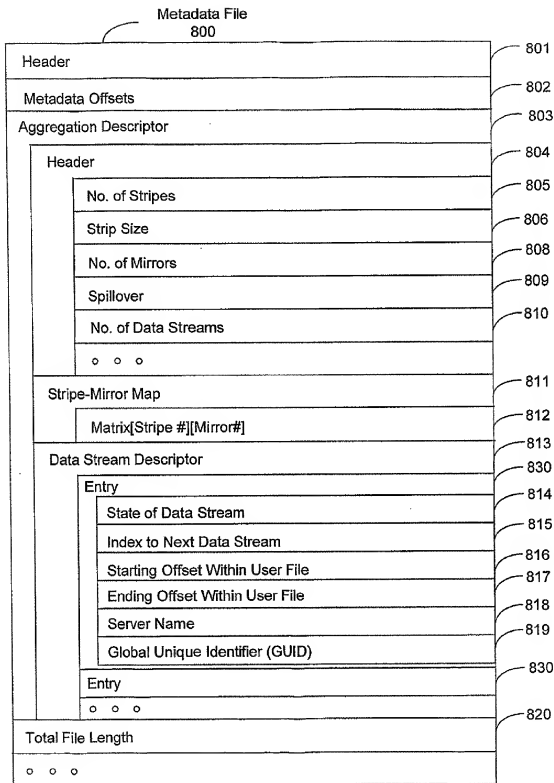 Metadata File
800
Header 801
Metadata Offsets 802
Aggregation Descriptor 803
Header 804
No. of Stripes 805
Strip Size 806
No. of Mirrors 808
Spillover 809
No. of Data Streams 810
o o o
Stripe-Mirror Map 811
Matrix[Stripe #][Mirror#] 812
Data Stream Descriptor 813
Entry 830
State of Data Stream 814
Index to Next Data Stream 815
Starting Offset Within User File 816
Ending Offset Within User File 817
Server Name 818
Global Unique Identifier (GUID) 819
Entry 830
o o o
Total File Length 820
o o o